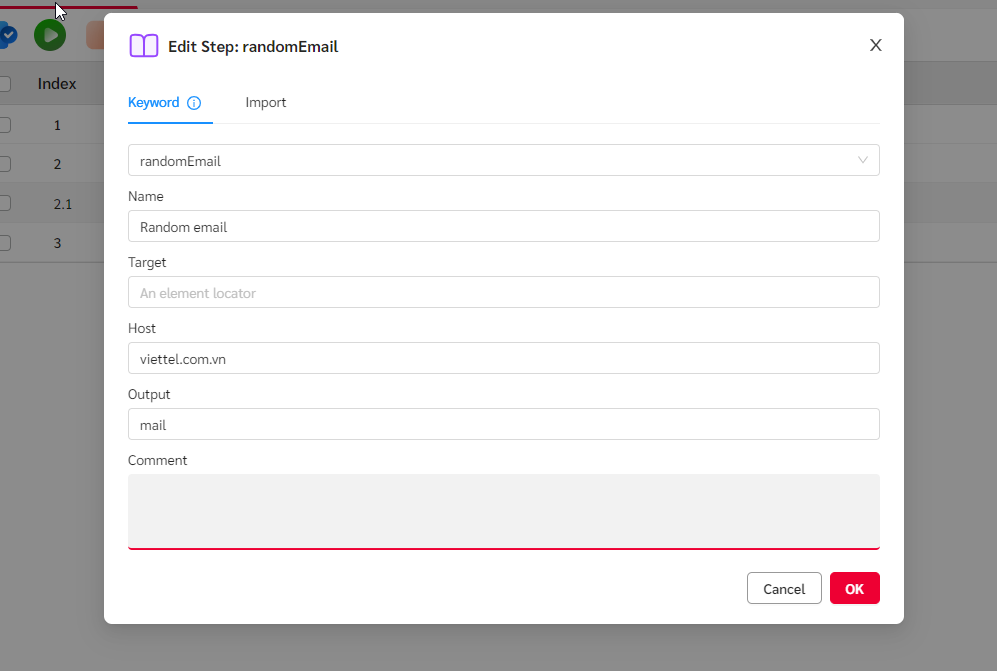 Edit Step: randomEmail
Keyword Import
Index
1
2
2.1
3
randomEmail
Name
Random email
Target
An element locator
Host
viettel.com.vn
Output
mail
Comment
Cancel OK